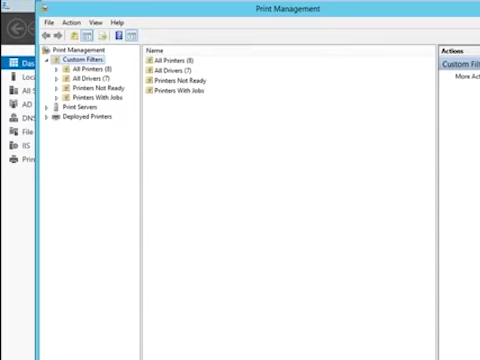 Print Management
File Action View Help
Print Management
Custom Filters
All Printers (8)
All Drivers (7)
Printers Not Ready
Printers With Jobs
Print Servers
Deployed Printers
Name
All Printers (8)
All Drivers (7)
Printers Not Ready
Printers With Jobs
Actions
Custom Filt
More Act
Das
Loca
All S
AD
DNS
File
IIS
Prin